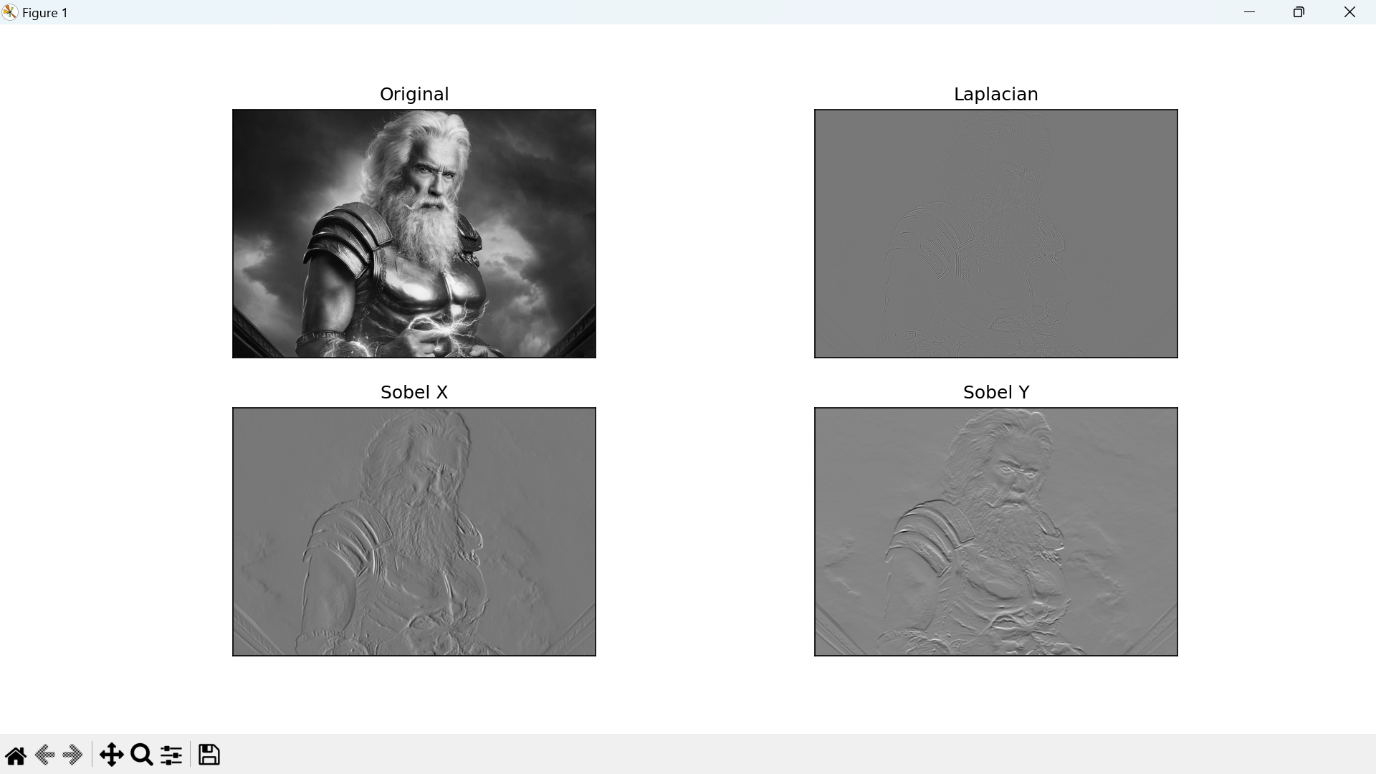 Figure 1
Original
Laplacian
Sobel X
Sobel Y